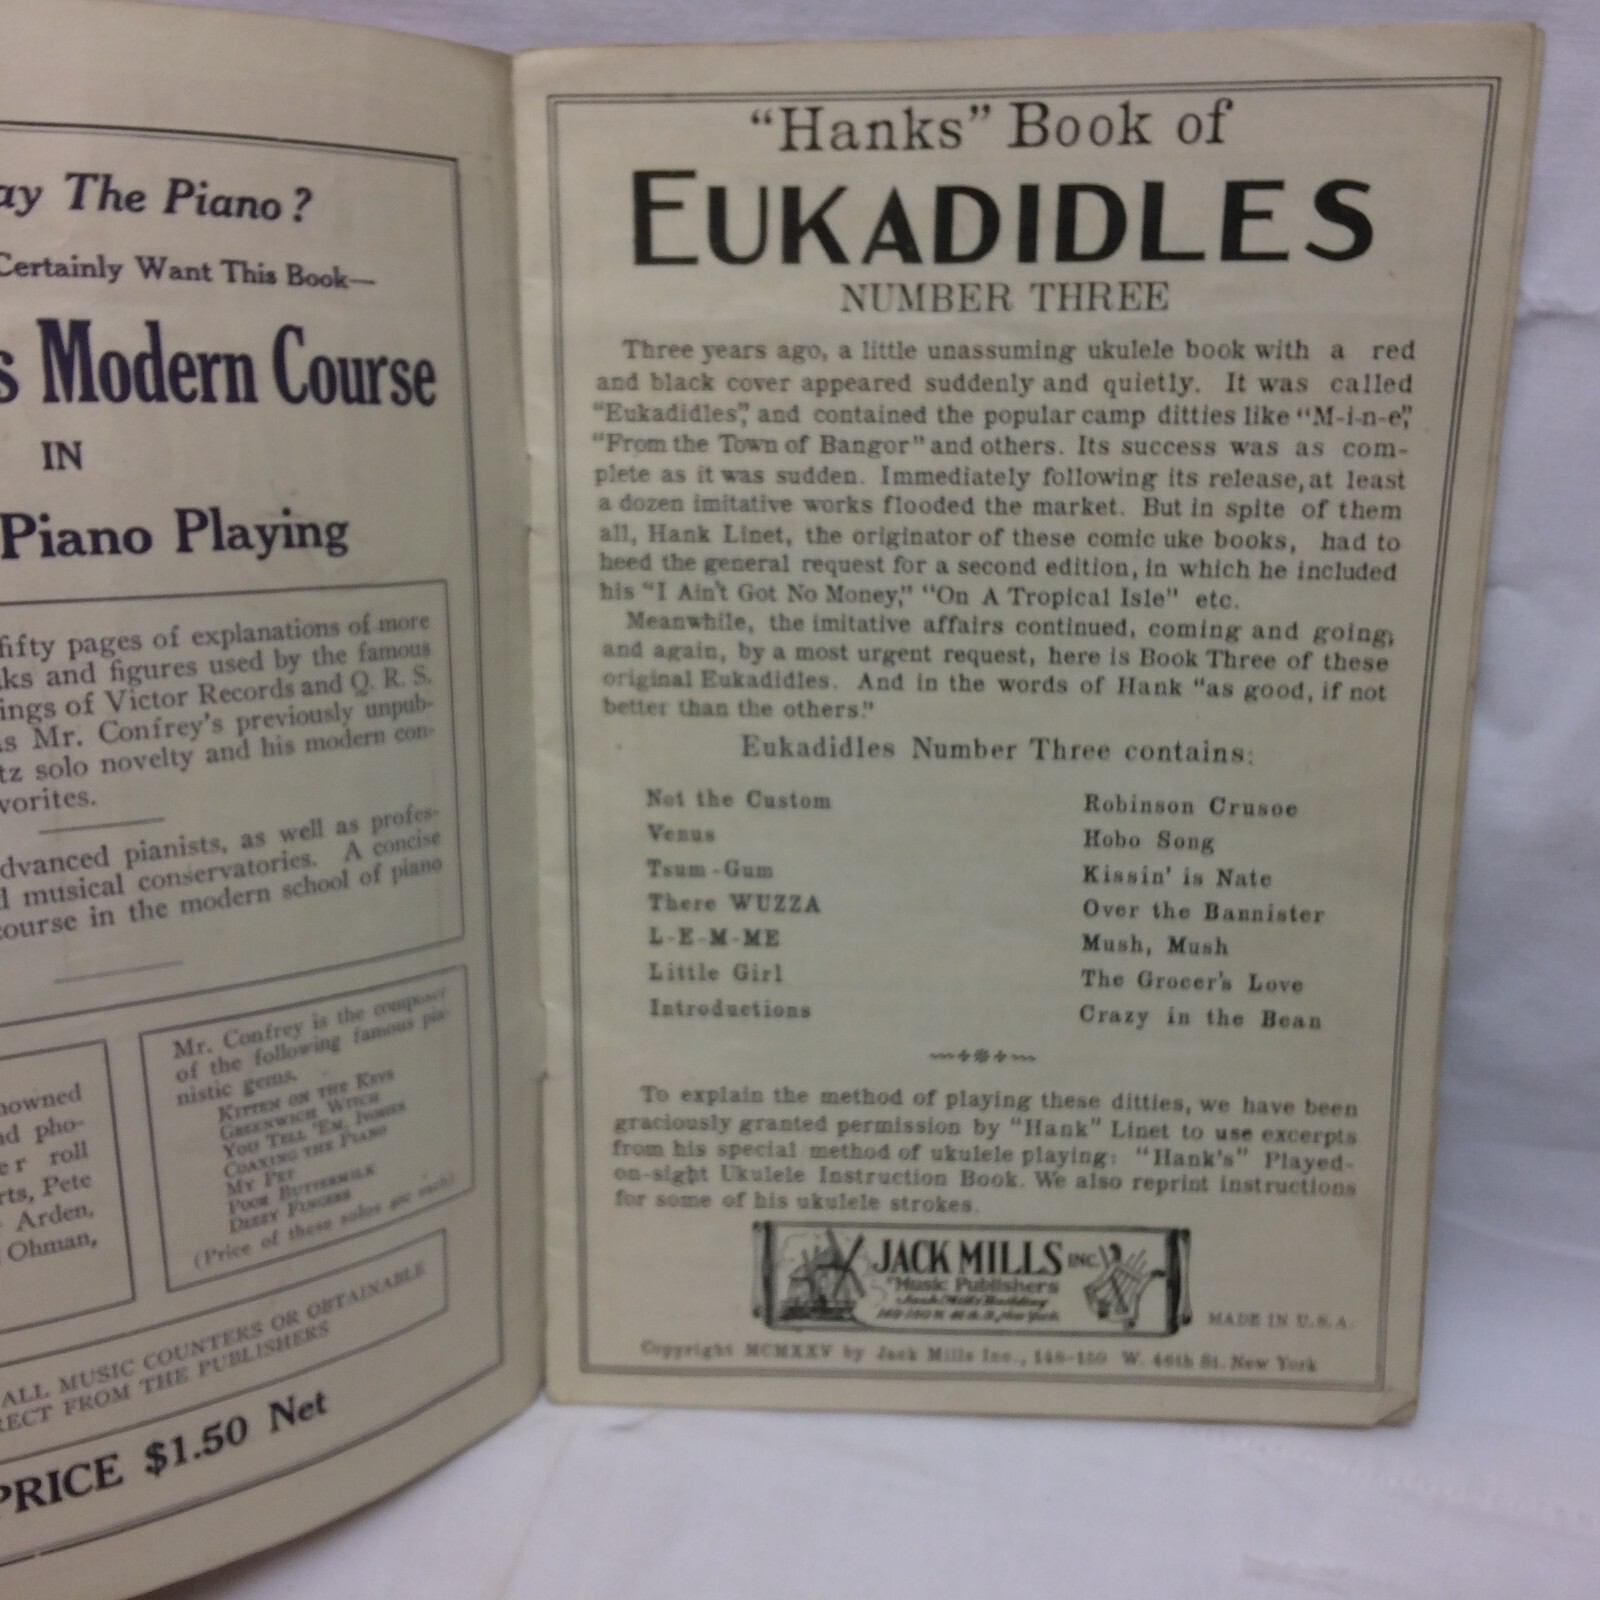 ay The Piano?
Certainly Want This Book—
s Modern Course
IN
Piano Playing
fifty pages of explanations of more
ks and figures used by the famous
ings of Victor Records and Q. R. S.
as Mr. Confrey's previously unpub-
tz solo novelty and his modern con-
vorites.
dvanced pianists, as well as profes-
d musical conservatories. A concise
course in the modern school of piano
nowned
nd pho-
er roll
rts, Pete
Arden,
Ohman,
Mr. Confrey is the composer
of the following famous pia-
nistic gems.
KITTEN ON THE KEYS
GREENWICH WITCH
YOU TELL 'EM, IVORIES
COAXING THE PIANO
MY PET
POOR BUTTERMILK
DIZZY FINGERS
(Price of these solos 40c each)
ALL MUSIC COUNTERS OR OBTAINABLE
RECT FROM THE PUBLISHERS
PRICE $1.50 Net
"Hanks" Book of
EUKADIDLES
NUMBER THREE
Three years ago, a little unassuming ukulele book with a red
and black cover appeared suddenly and quietly. It was called
"Eukadidles", and contained the popular camp ditties like "M-i-n-e",
"From the Town of Bangor" and others. Its success was as com-
plete as it was sudden. Immediately following its release, at least
a dozen imitative works flooded the market. But in spite of them
all, Hank Linet, the originator of these comic uke books, had to
heed the general request for a second edition, in which he included
his "I Ain't Got No Money," "On A Tropical Isle" etc.
Meanwhile, the imitative affairs continued, coming and going,
and again, by a most urgent request, here is Book Three of these
original Eukadidles. And in the words of Hank "as good, if not
better than the others."
Eukadidles Number Three contains:
Not the Custom
Venus
Tsum-Gum
There WUZZA
L-E-M-ME
Little Girl
Introductions
Robinson Crusoe
Hobo Song
Kissin' is Nate
Over the Bannister
Mush, Mush
The Grocer's Love
Crazy in the Bean
To explain the method of playing these ditties, we have been
graciously granted permission by "Hank" Linet to use excerpts
from his special method of ukulele playing: "Hank's" Played-
on-sight Ukulele Instruction Book. We also reprint instructions
for some of his ukulele strokes.
JACK MILLS INC.
Music Publishers
Jack Mills Building
148-150 W. 46th St., New York
MADE IN U.S.A.
Copyright MCMXXV by Jack Mills Inc., 148-150 W. 46th St. New York